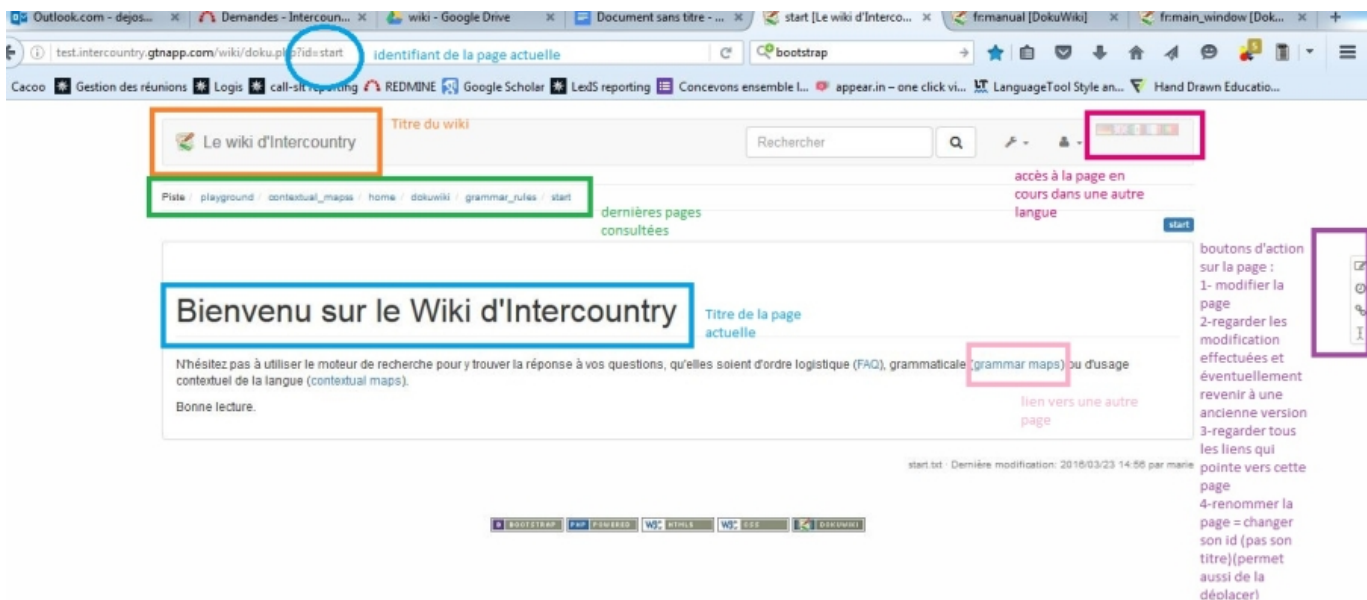 Outlook.com - dejos... Demandes - Intercoun... wiki - Google Drive Document sans titre - ... start [Le wiki d'Interco... fr:manual [DokuWiki] fr:main_window [Dok...
test.intercountry.gtnapp.com/wiki/doku.php?id=start identifiant de la page actuelle bootstrap
Cacoo Gestion des réunions Logis call-sit reporting REDMINE Google Scholar LexIS reporting Concevons ensemble l... appear.in – one click vi... LanguageTool Style an... Hand Drawn Educatio...
Titre du wiki
Le wiki d'Intercountry Rechercher
accès à la page en
cours dans une autre
langue
Piste / playground / contextual_mapss / home / dokuwiki / grammar_rules / start
dernières pages
consultées
start
Bienvenu sur le Wiki d'Intercountry
Titre de la page
actuelle
N'hésitez pas à utiliser le moteur de recherche pour y trouver la réponse à vos questions, qu'elles soient d'ordre logistique (FAQ), grammaticale (grammar maps) ou d'usage
contextuel de la langue (contextual maps).
Bonne lecture.
lien vers une autre
page
start.txt · Dernière modification: 2016/03/23 14:56 par marie
boutons d'action
sur la page :
1- modifier la
page
2-regarder les
modification
effectuées et
éventuellement
revenir à une
ancienne version
3-regarder tous
les liens qui
pointe vers cette
page
4-renommer la
page = changer
son id (pas son
titre)(permet
aussi de la
déplacer)
BOOTSTRAP PHP POWERED W3C HTML5 W3C CSS DOKUWIKI